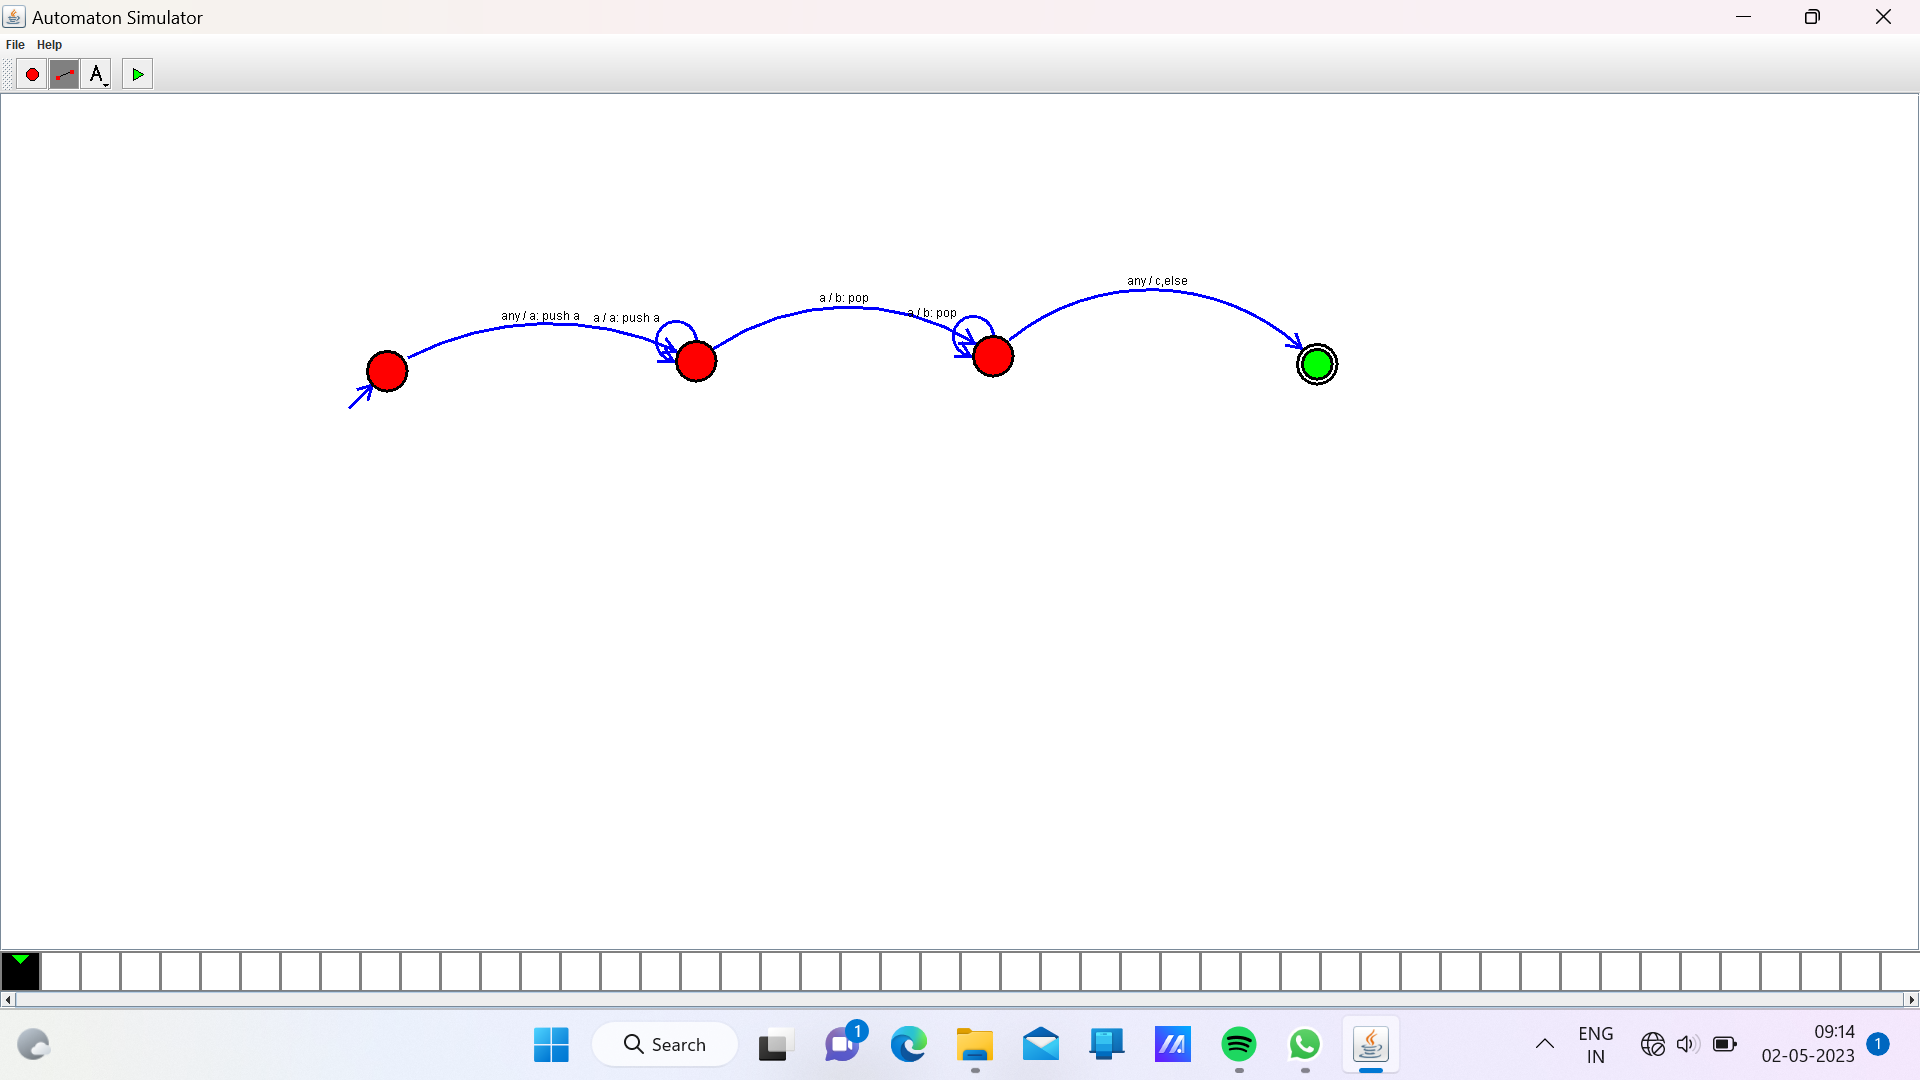 Automaton Simulator
File Help
A
any / c,else
a / b: pop
any / a: push a a / a: push a a / b: pop
1
Search
ENG
IN
09:14
02-05-2023
1